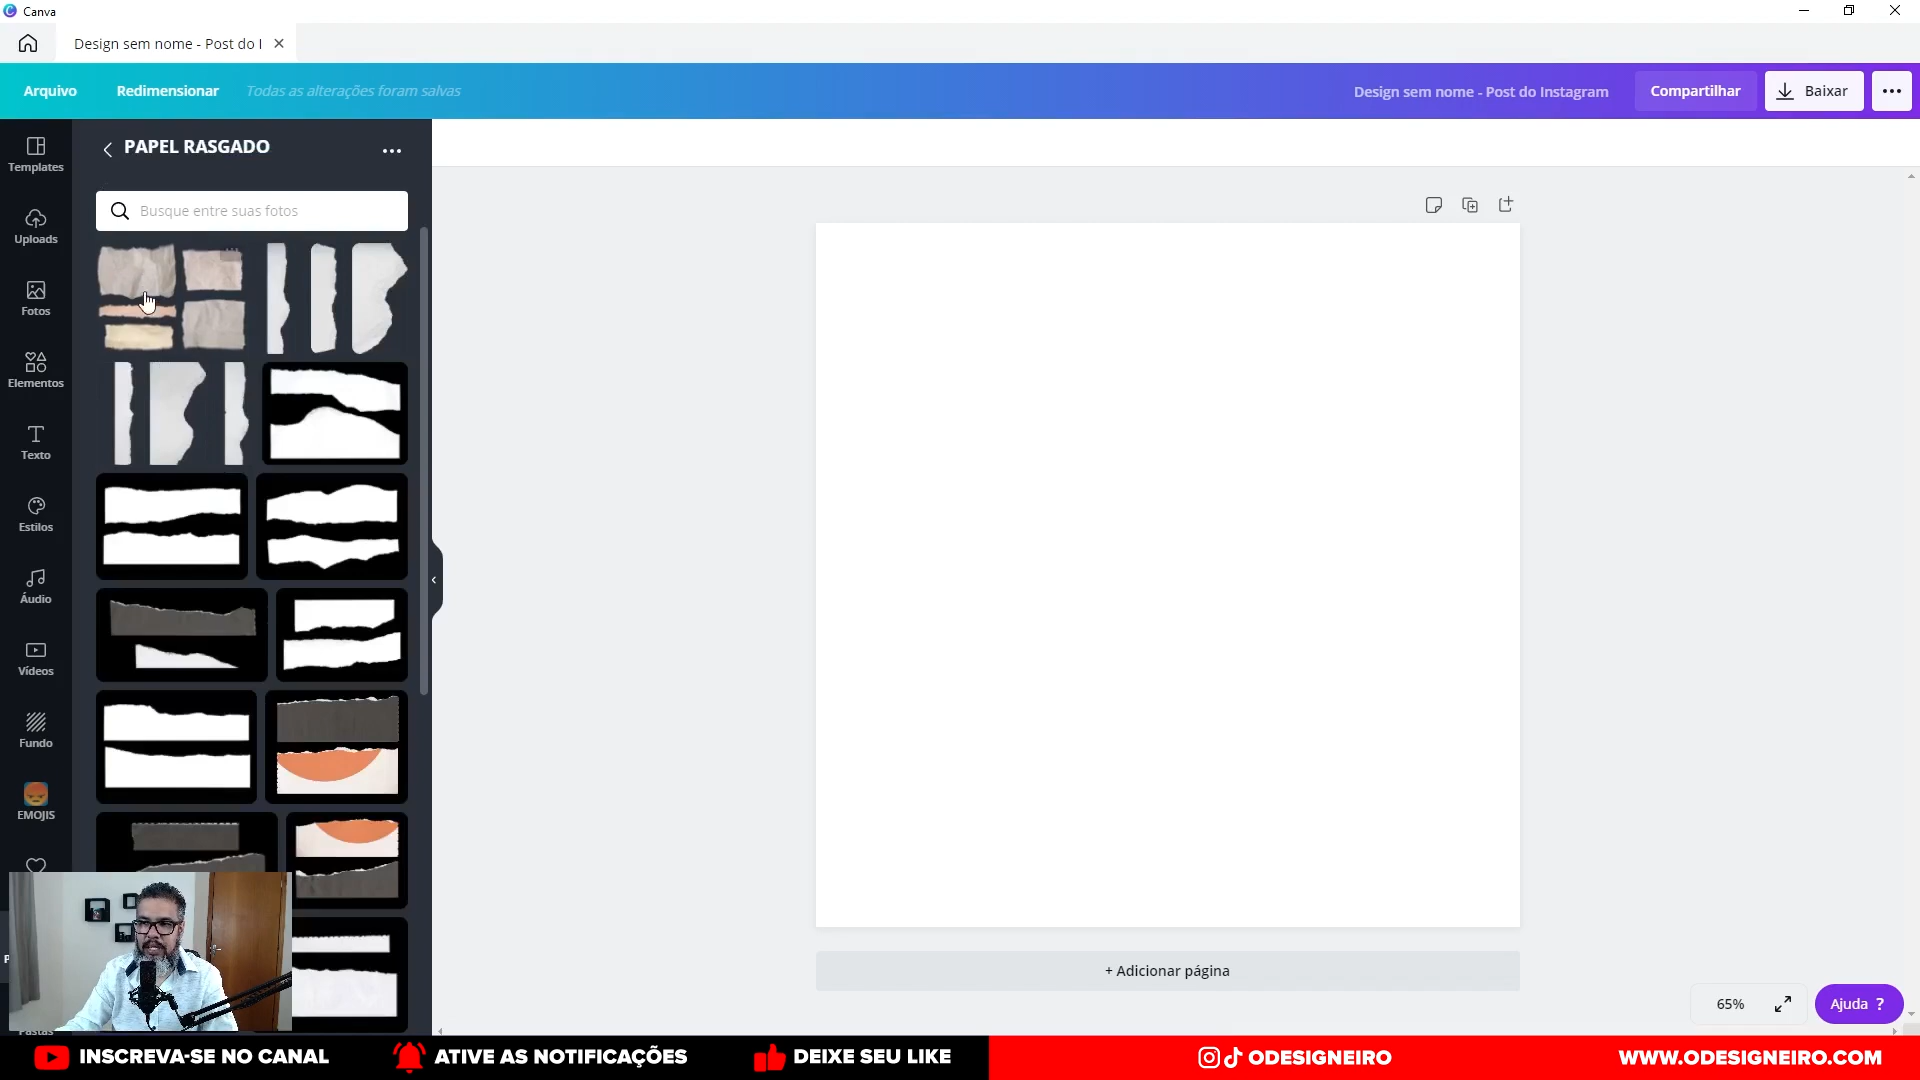 Canva
Design sem nome - Post do I
Arquivo
Redimensionar
Todas as alterações foram salvas
Design sem nome - Post do Instagram
Compartilhar
Baixar
Templates
Uploads
Fotos
Elementos
Texto
Estilos
Áudio
Vídeos
Fundo
EMOJIS
P
Pastas
PAPEL RASGADO
Busque entre suas fotos
+ Adicionar página
65%
Ajuda ?
INSCREVA-SE NO CANAL
ATIVE AS NOTIFICAÇÕES
DEIXE SEU LIKE
ODESIGNEIRO
WWW.ODESIGNEIRO.COM